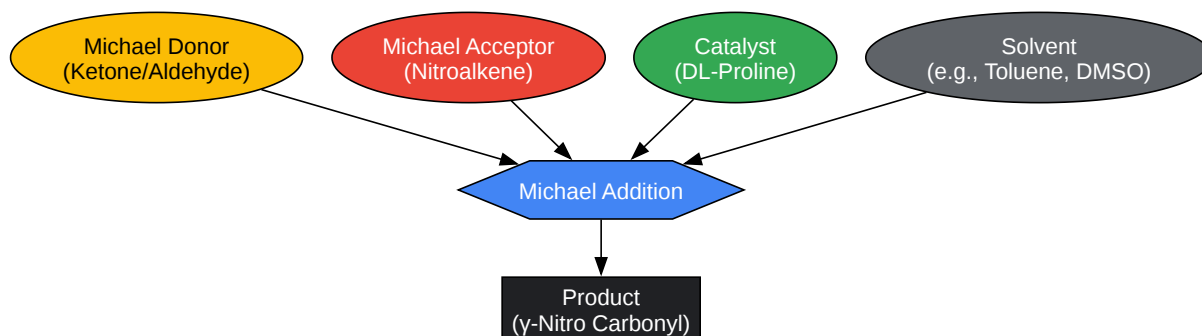 Michael Donor
(Ketone/Aldehyde)
Michael Acceptor
(Nitroalkene)
Catalyst
(DL-Proline)
Solvent
(e.g., Toluene, DMSO)
Michael Addition
Product
(γ-Nitro Carbonyl)